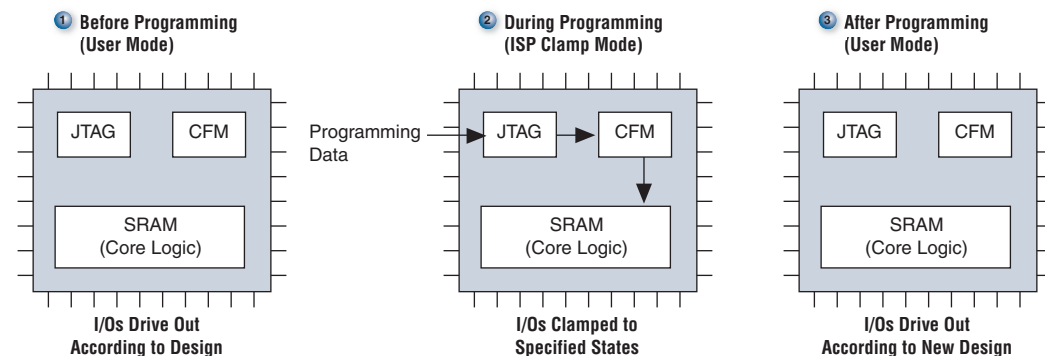 1 Before Programming
(User Mode)
JTAG
CFM
SRAM
(Core Logic)
I/Os Drive Out
According to Design
2 During Programming
(ISP Clamp Mode)
Programming
Data
JTAG
CFM
SRAM
(Core Logic)
I/Os Clamped to
Specified States
3 After Programming
(User Mode)
JTAG
CFM
SRAM
(Core Logic)
I/Os Drive Out
According to New Design